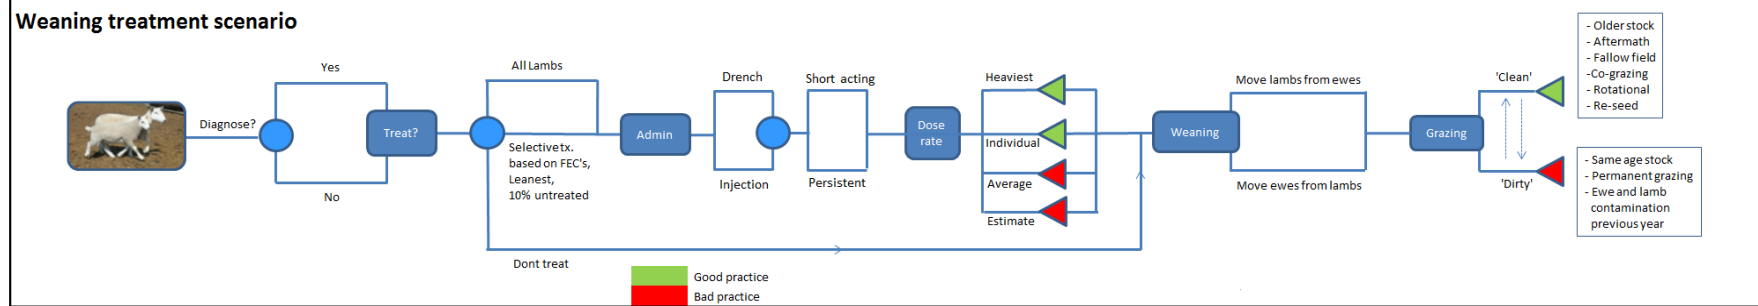 Weaning treatment scenario
Diagnose?
Yes
No
Treat?
All Lambs
Selective tx.
based on FEC's,
Leanest,
10% untreated
Dont treat
Admin
Drench
Injection
Short acting
Persistent
Dose
rate
Heaviest
Individual
Average
Estimate
Weaning
Move lambs from ewes
Move ewes from lambs
Grazing
'Clean'
'Dirty'
- Older stock
- Aftermath
- Fallow field
-Co-grazing
- Rotational
- Re-seed
- Same age stock
- Permanent grazing
- Ewe and lamb
contamination
previous year
Good practice
Bad practice